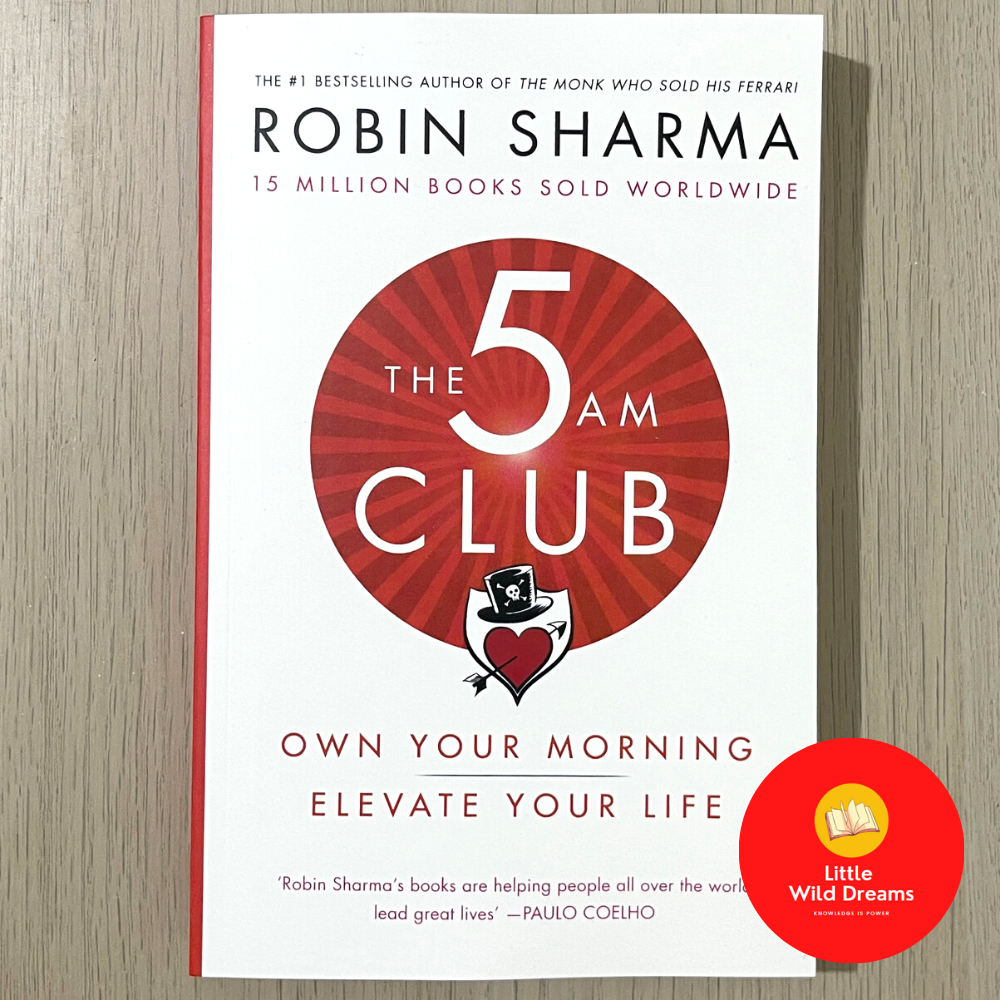 THE #1 BESTSELLING AUTHOR OF THE MONK WHO SOLD HIS FERRARI
ROBIN SHARMA
15 MILLION BOOKS SOLD WORLDWIDE
THE 5 AM
CLUB
OWN YOUR MORNING
ELEVATE YOUR LIFE
'Robin Sharma's books are helping people all over the world
lead great lives' —PAULO COELHO
Little
Wild Dreams
KNOWLEDGE IS POWER